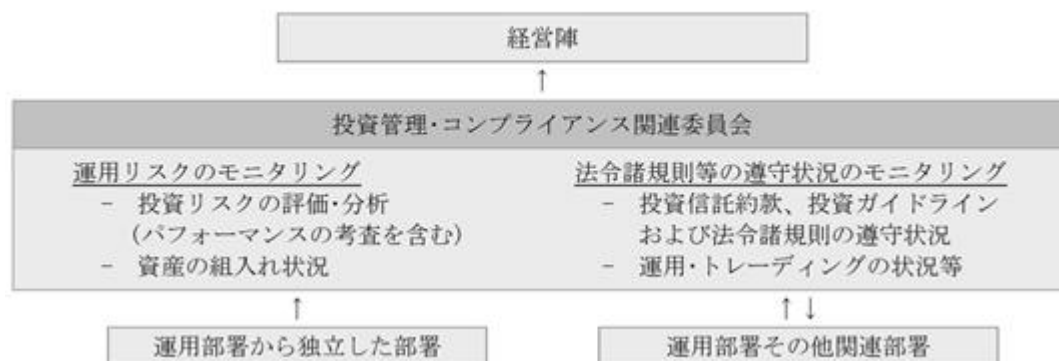 経営陣
↑
投資管理･コンプライアンス関連委員会
運用リスクのモニタリング
− 投資リスクの評価･分析
(パフォーマンスの考査を含む)
− 資産の組入れ状況
法令諸規則等の遵守状況のモニタリング
− 投資信託約款、投資ガイドライン
および法令諸規則の遵守状況
− 運用･トレーディングの状況等
↑
↑↓
運用部署から独立した部署
運用部署その他関連部署